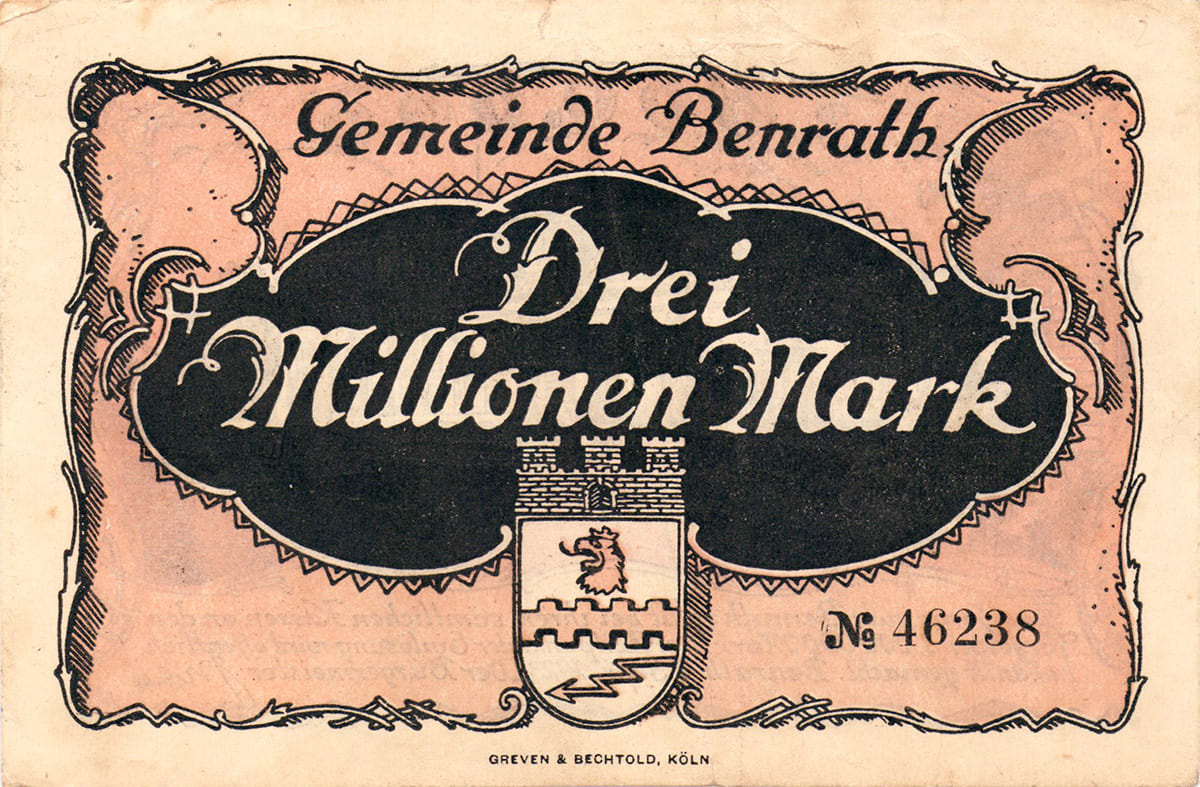 Gemeinde Benrath
Drei
Millionen Mark
№ 46238
GREVEN & BECHTOLD, KÖLN